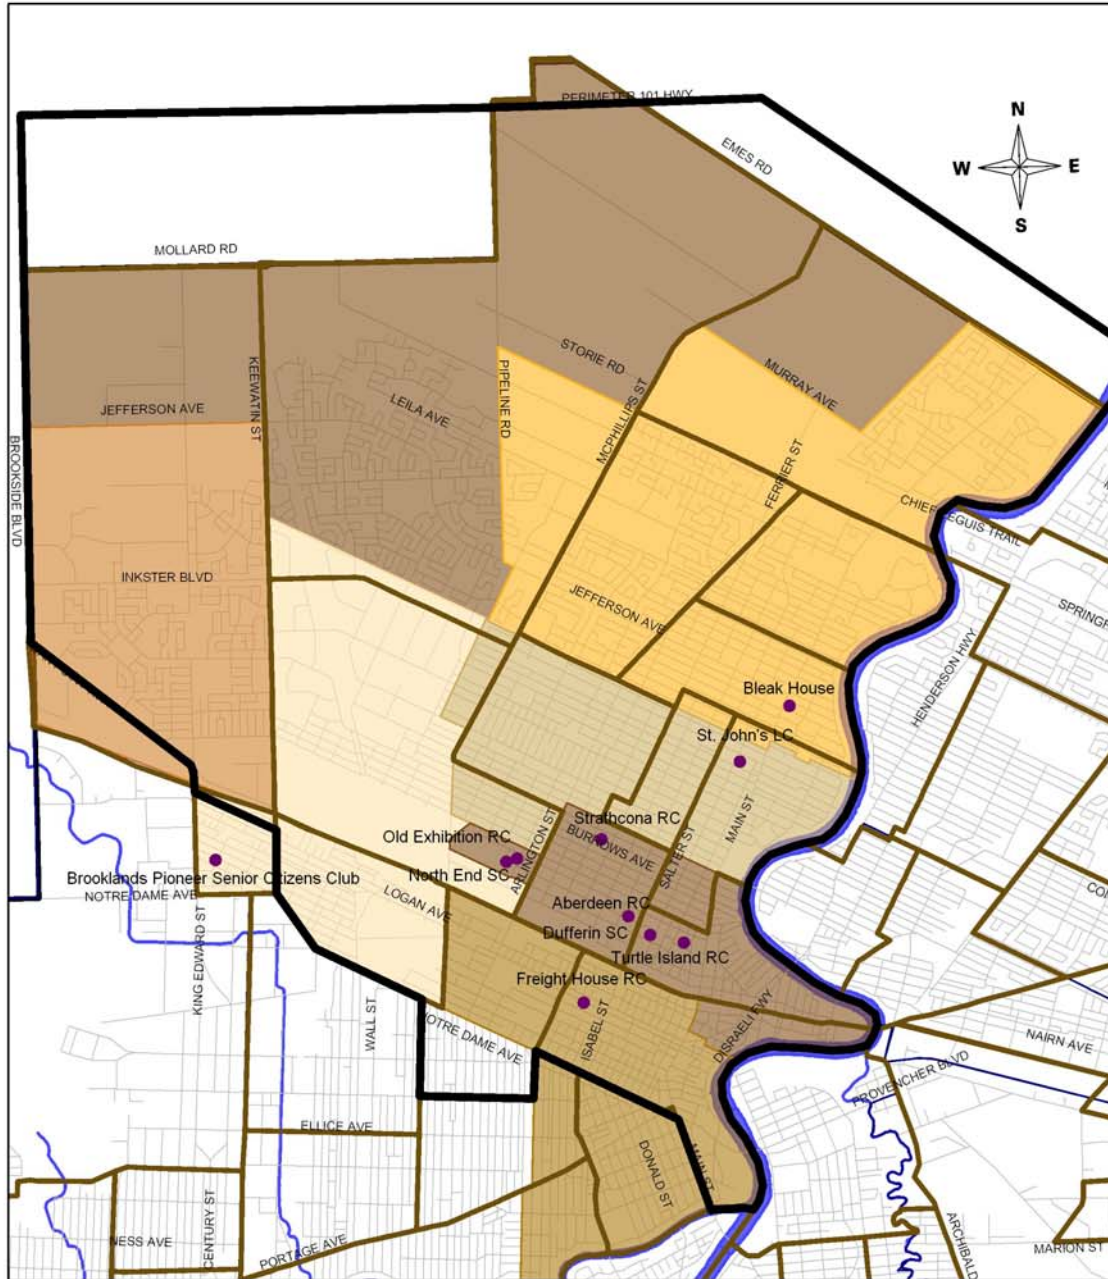 PERIMETER 101 HWY
N
EMES RD
W
E
S
MOLLARD RD
STORIE RD
KEEWATIN ST
PIPELINE RD
MURRAY AVE
LEILA AVE
MCPHILLIPS ST
JEFFERSON AVE
BROOKSIDE BLVD
FERRIER ST
INKSTER BLVD
JEFFERSON AVE
SPRINGF
HENDERSON HWY
Bleak House
St. John's LC
MAIN ST
Strathcona RC
Old Exhibition RC
BURROWS AVE
ARLINGTON ST
SALTER ST
North End SC
Brooklands Pioneer Senior Citizens Club
NOTRE DAME AVE
LOGAN AVE
Aberdeen RC
KING EDWARD ST
Dufferin SC
Turtle Island RC
Freight House RC
WALL ST
NOTRE DAME AVE
ISABEL ST
DISRAELI FWY
NAIRN AVE
PROVENCHER BLVD
ELLICE AVE
DONALD ST
MAIN ST
CENTURY ST
NESS AVE
PORTAGE AVE
ARCHIBALD
MARION ST